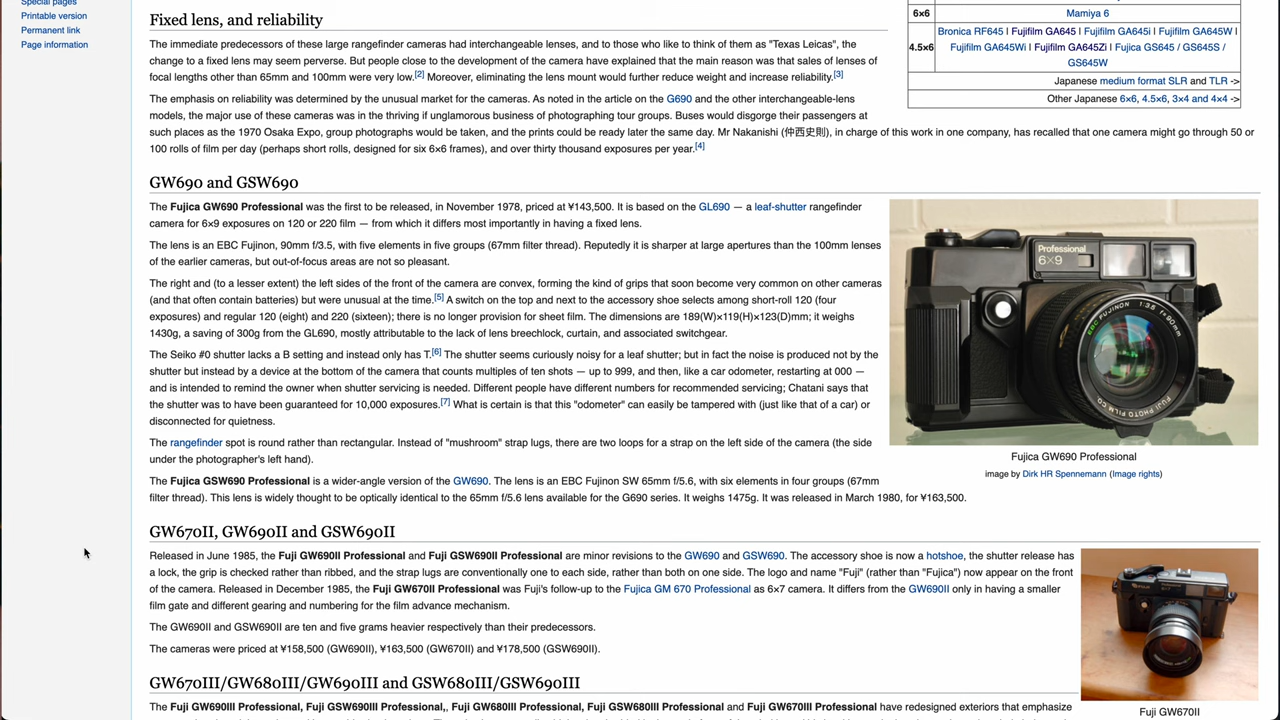 Special pages
Printable version
Permanent link
Page information
Fixed lens, and reliability
The immediate predecessors of these large rangefinder cameras had interchangeable lenses, and to those who like to think of them as "Texas Leicas", the
change to a fixed lens may seem perverse. But people close to the development of the camera have explained that the main reason was that sales of lenses of
focal lengths other than 65mm and 100mm were very low.[2] Moreover, eliminating the lens mount would further reduce weight and increase reliability.[3]
The emphasis on reliability was determined by the unusual market for the cameras. As noted in the article on the G690 and the other interchangeable-lens
models, the major use of these cameras was in the thriving if unglamorous business of photographing tour groups. Buses would disgorge their passengers at
such places as the 1970 Osaka Expo, group photographs would be taken, and the prints could be ready later the same day. Mr Nakanishi (仲西史則), in charge of this work in one company, has recalled that one camera might go through 50 or
100 rolls of film per day (perhaps short rolls, designed for six 6×6 frames), and over thirty thousand exposures per year.[4]
6x6 Mamiya 6
4.5x6 Bronica RF645 | Fujifilm GA645 | Fujifilm GA645i | Fujifilm GA645W |
Fujifilm GA645Wi | Fujifilm GA645Zi | Fujica GS645 / GS645S /
GS645W
Japanese medium format SLR and TLR ->
Other Japanese 6×6, 4.5×6, 3×4 and 4×4 ->
GW690 and GSW690
The Fujica GW690 Professional was the first to be released, in November 1978, priced at ¥143,500. It is based on the GL690 — a leaf-shutter rangefinder
camera for 6×9 exposures on 120 or 220 film — from which it differs most importantly in having a fixed lens.
The lens is an EBC Fujinon, 90mm f/3.5, with five elements in five groups (67mm filter thread). Reputedly it is sharper at large apertures than the 100mm lenses
of the earlier cameras, but out-of-focus areas are not so pleasant.
The right and (to a lesser extent) the left sides of the front of the camera are convex, forming the kind of grips that soon become very common on other cameras
(and that often contain batteries) but were unusual at the time.[5] A switch on the top and next to the accessory shoe selects among short-roll 120 (four
exposures) and regular 120 (eight) and 220 (sixteen); there is no longer provision for sheet film. The dimensions are 189(W)×119(H)×123(D)mm; it weighs
1430g, a saving of 300g from the GL690, mostly attributable to the lack of lens breechlock, curtain, and associated switchgear.
The Seiko #0 shutter lacks a B setting and instead only has T.[6] The shutter seems curiously noisy for a leaf shutter; but in fact the noise is produced not by the
shutter but instead by a device at the bottom of the camera that counts multiples of ten shots — up to 999, and then, like a car odometer, restarting at 000 —
and is intended to remind the owner when shutter servicing is needed. Different people have different numbers for recommended servicing; Chatani says that
the shutter was to have been guaranteed for 10,000 exposures.[7] What is certain is that this "odometer" can easily be tampered with (just like that of a car) or
disconnected for quietness.
The rangefinder spot is round rather than rectangular. Instead of "mushroom" strap lugs, there are two loops for a strap on the left side of the camera (the side
under the photographer's left hand).
The Fujica GSW690 Professional is a wider-angle version of the GW690. The lens is an EBC Fujinon SW 65mm f/5.6, with six elements in four groups (67mm
filter thread). This lens is widely thought to be optically identical to the 65mm f/5.6 lens available for the G690 series. It weighs 1475g. It was released in March 1980, for ¥163,500.
Professional
6×9
EBC FUJINON 1:3.5 f=90mm
FUJI PHOTO FILM CO
Fujica GW690 Professional
image by Dirk HR Spennemann (Image rights)
GW670II, GW690II and GSW690II
Released in June 1985, the Fuji GW690II Professional and Fuji GSW690II Professional are minor revisions to the GW690 and GSW690. The accessory shoe is now a hotshoe, the shutter release has
a lock, the grip is checked rather than ribbed, and the strap lugs are conventionally one to each side, rather than both on one side. The logo and name "Fuji" (rather than "Fujica") now appear on the front
of the camera. Released in December 1985, the Fuji GW670II Professional was Fuji's follow-up to the Fujica GM 670 Professional as 6×7 camera. It differs from the GW690II only in having a smaller
film gate and different gearing and numbering for the film advance mechanism.
The GW690II and GSW690II are ten and five grams heavier respectively than their predecessors.
The cameras were priced at ¥158,500 (GW690II), ¥163,500 (GW670II) and ¥178,500 (GSW690II).
Fuji GW670II
GW670III/GW680III/GW690III and GSW680III/GSW690III
The Fuji GW690III Professional, Fuji GSW690III Professional,, Fuji GW680III Professional, Fuji GSW680III Professional and Fuji GW670III Professional have redesigned exteriors that emphasize